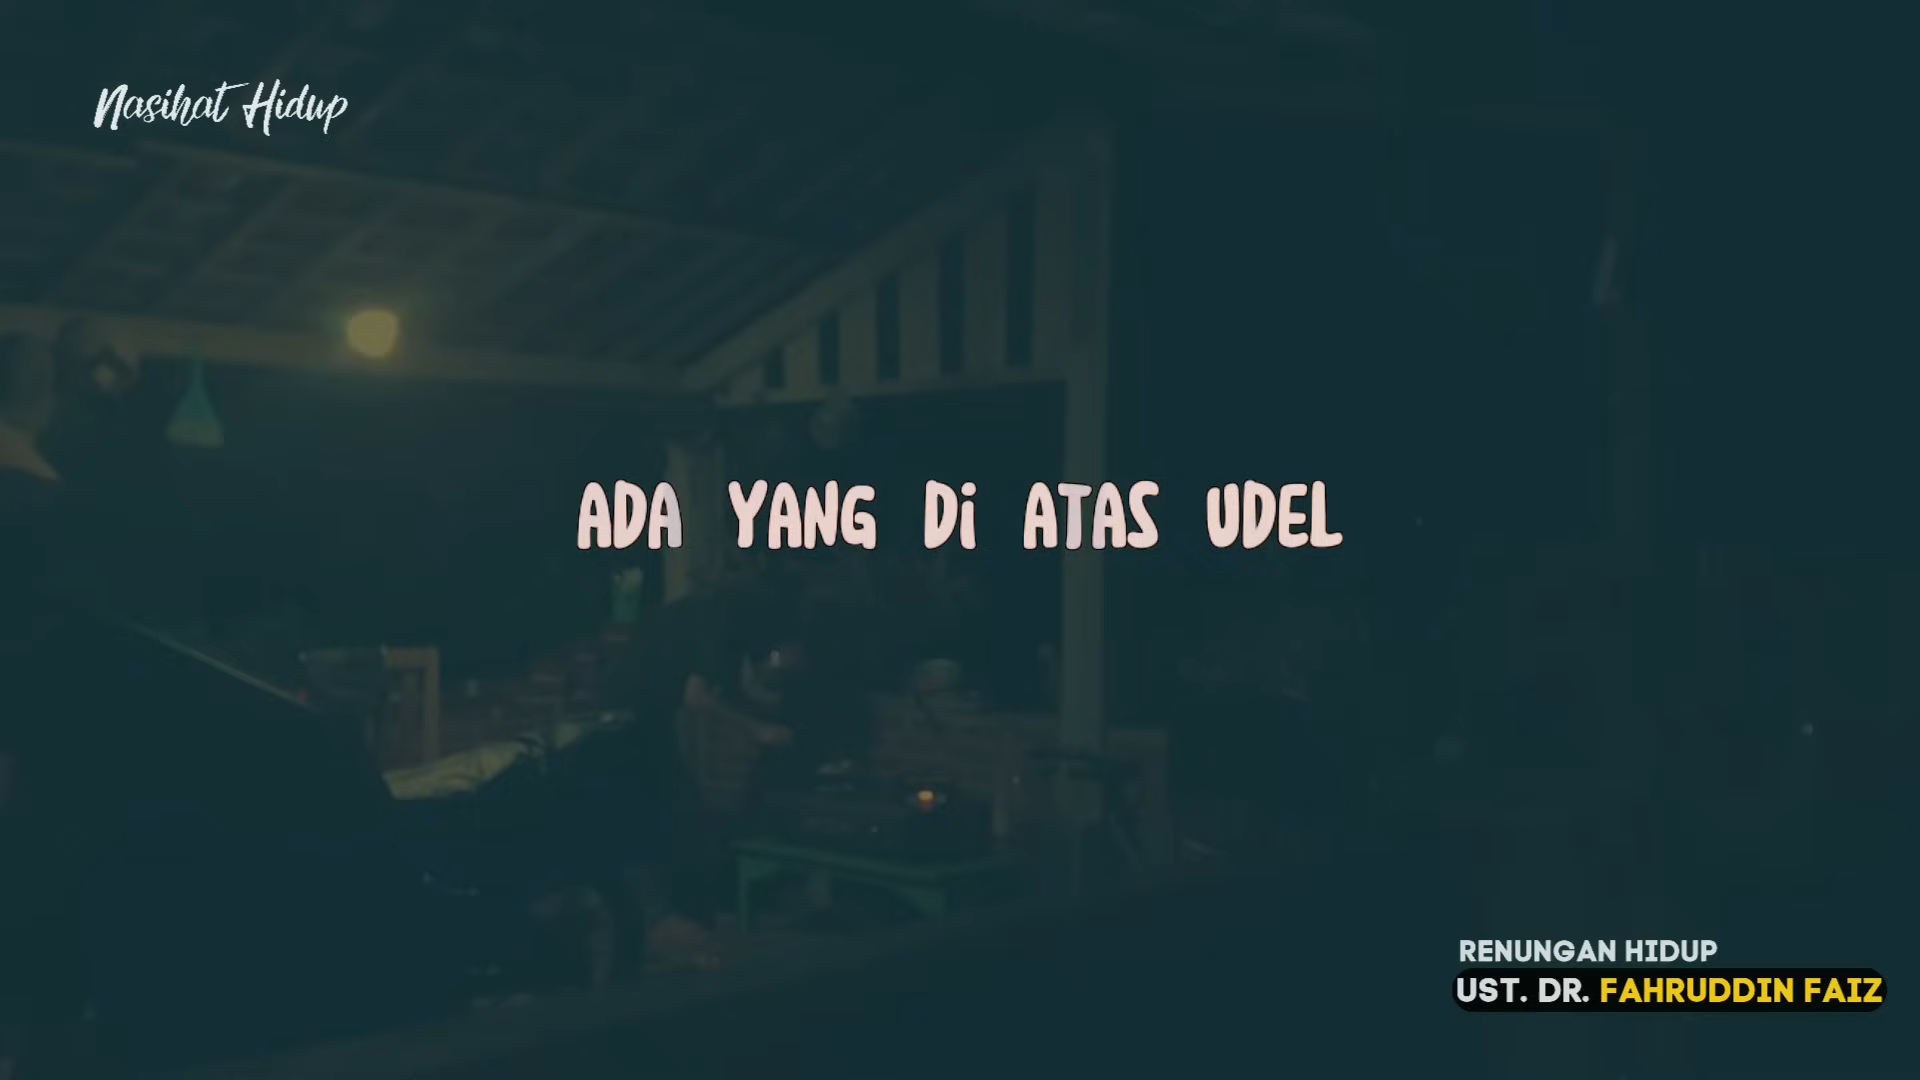 Nasihat Hidup
ADA YANG Di ATAS UDEL
RENUNGAN HIDUP
UST. DR. FAHRUDDIN FAIZ